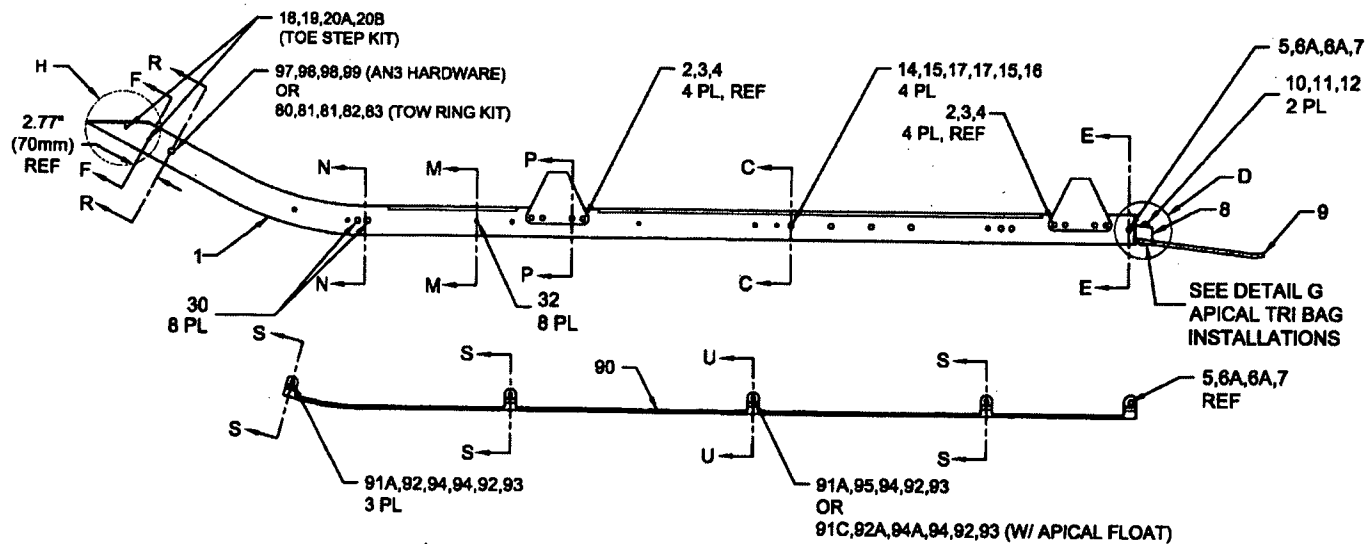 18,19,20A,20B
(TOE STEP KIT)
97,98,98,99 (AN3 HARDWARE)
OR
80,81,81,82,83 (TOW RING KIT)
H
R
F
2.77"
(70mm)
REF
F
R
2,3,4
4 PL, REF
14,15,17,17,15,16
4 PL
2,3,4
4 PL, REF
5,6A,6A,7
10,11,12
2 PL
D
8
9
N
M
P
C
E
1
N
M
P
C
E
30
8 PL
32
8 PL
SEE DETAIL G
APICAL TRI BAG
INSTALLATIONS
S
S
U
S
90
5,6A,6A,7
REF
S
S
U
S
91A,92,94,94,92,93
3 PL
91A,95,94,92,93
OR
91C,92A,94A,94,92,93 (W/ APICAL FLOAT)